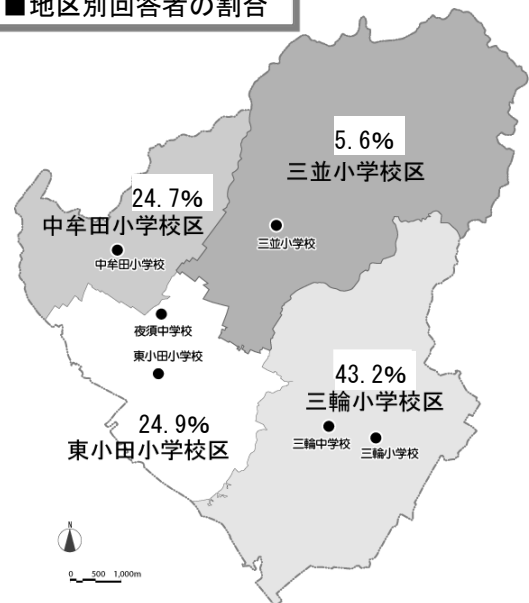 ■地区別回答者の割合
5.6%
三並小学校区
三並小学校
24.7%
中牟田小学校区
中牟田小学校
夜須中学校
東小田小学校
24.9%
東小田小学校区
43.2%
三輪小学校区
三輪中学校
三輪小学校
N
0 500 1,000m